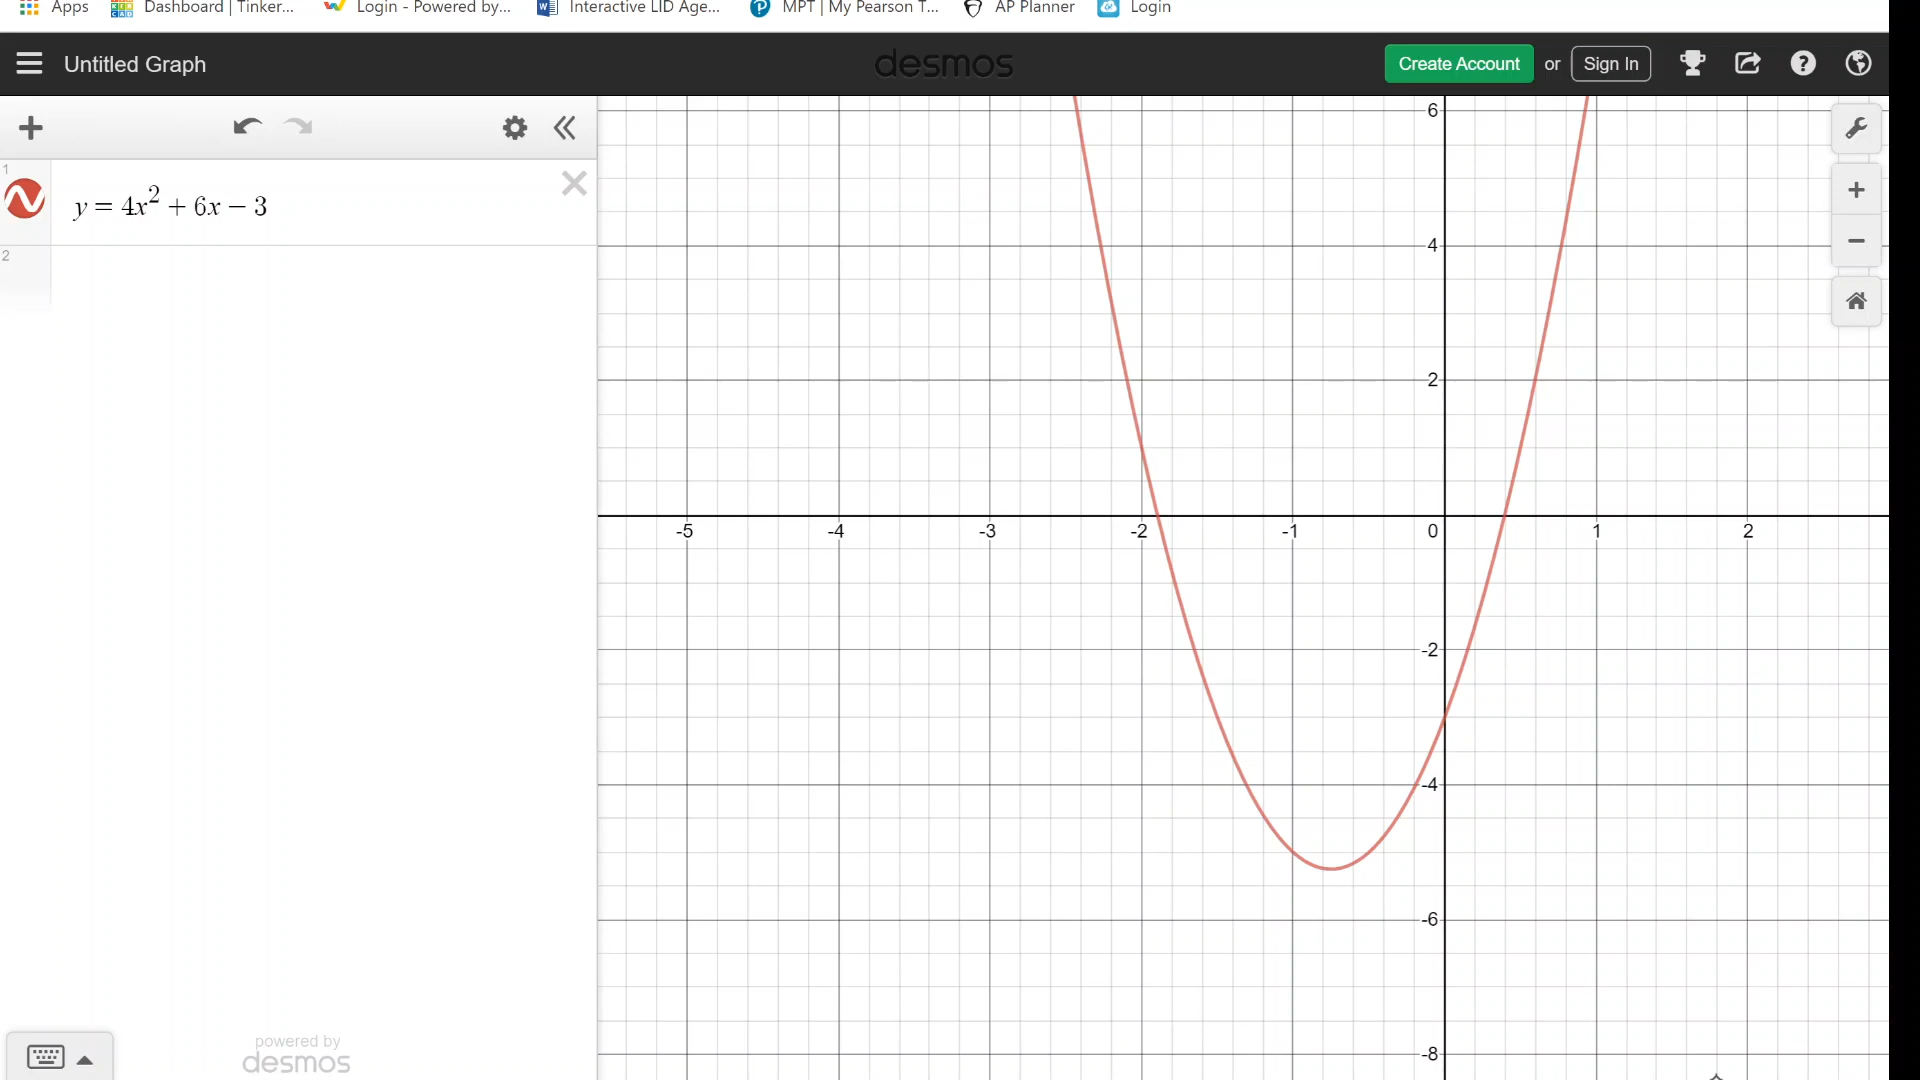 Apps Dashboard | Tinker... Login - Powered by... Interactive LID Age... MPT | My Pearson T... AP Planner Login
Untitled Graph desmos Create Account or Sign In
1
y = 4x² + 6x − 3
2
6
4
2
-5 -4 -3 -2 -1 0 1 2
-2
-4
-6
-8
powered by
desmos